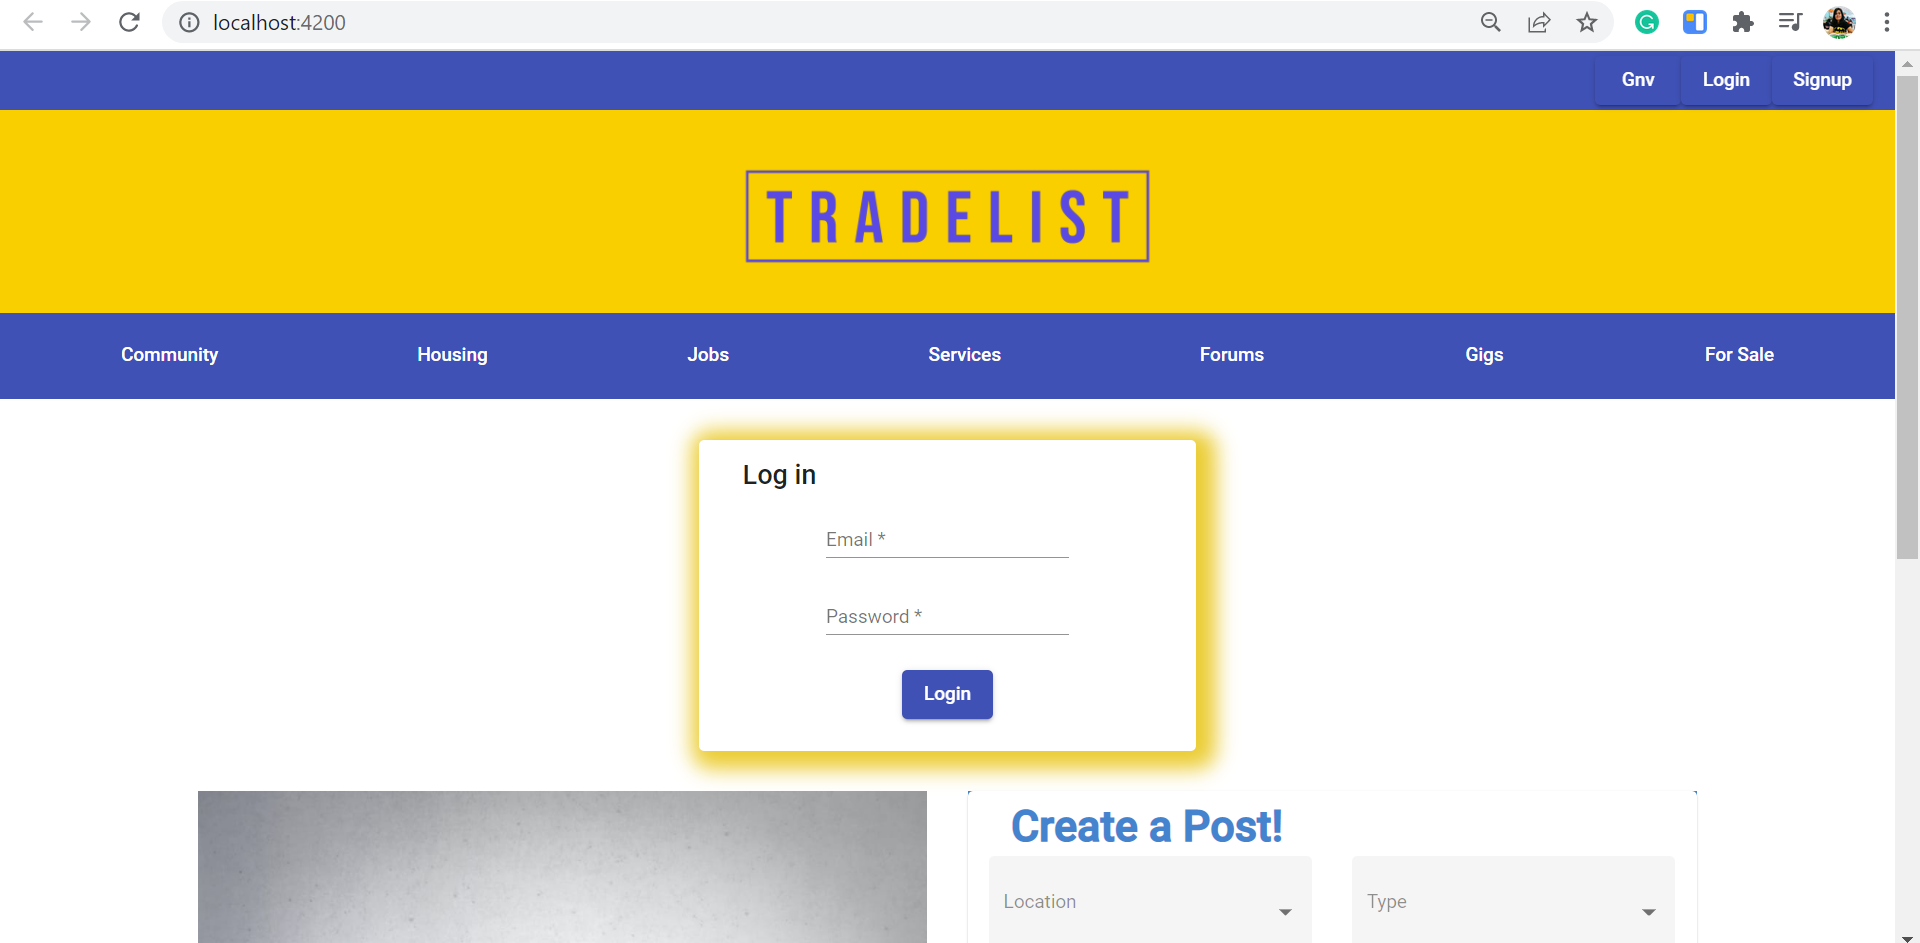 localhost:4200
Gnv Login Signup
TRADELIST
Community Housing Jobs Services Forums Gigs For Sale
Log in
Email *
Password *
Login
Create a Post!
Location Type